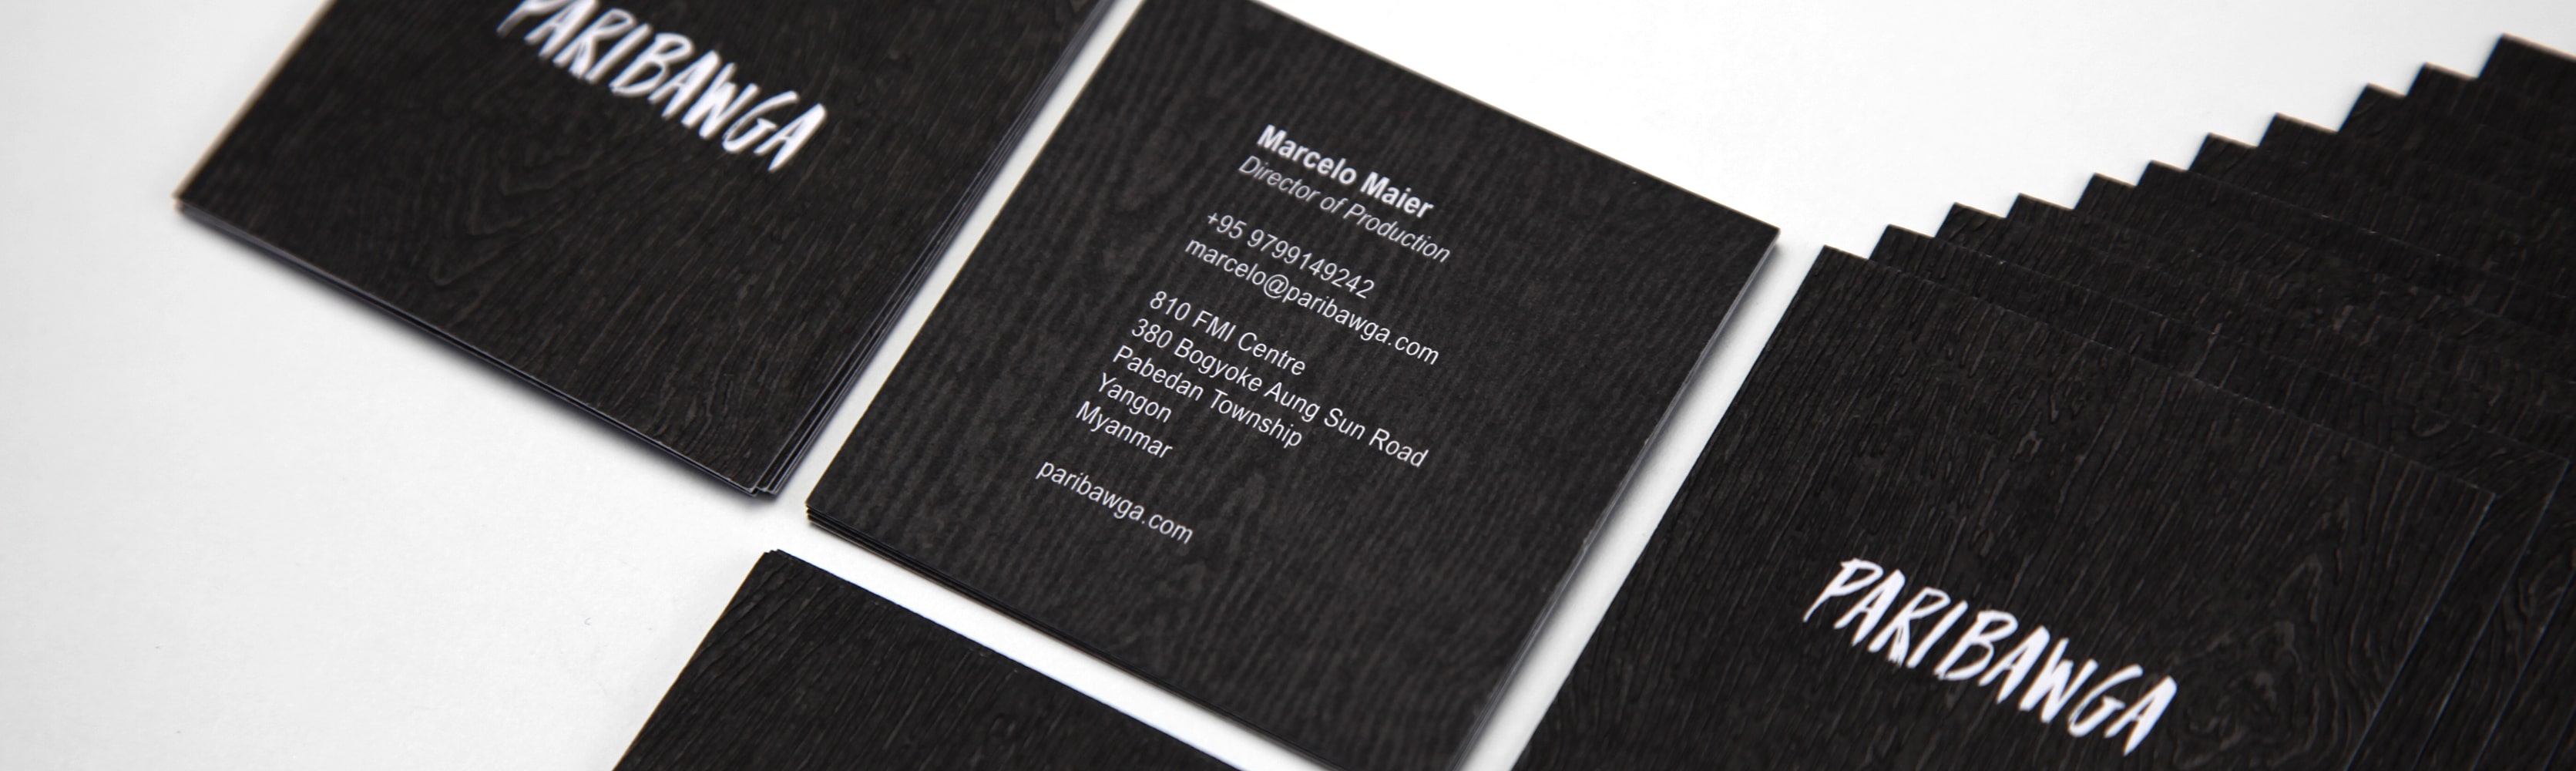 PARIBAWGA
Marcelo Maier
Director of Production
+95 9799149242
marcelo@paribawga.com
810 FMI Centre
380 Bogyoke Aung Sun Road
Pabedan Township
Yangon
Myanmar
paribawga.com
PARIBAWGA